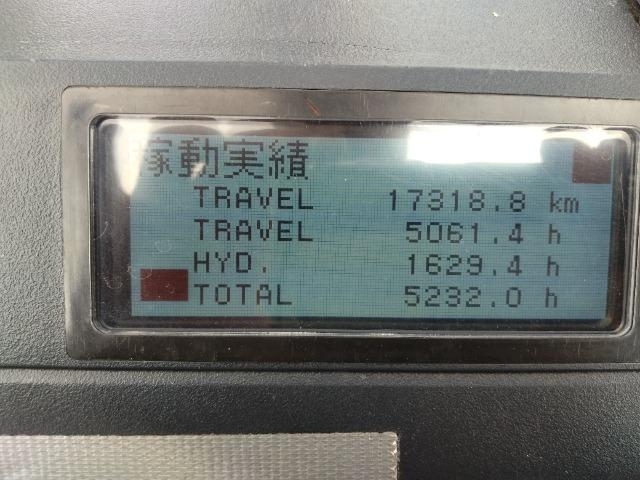 稼動実績
TRAVEL 17318.8 km
TRAVEL 5061.4 h
HYD. 1629.4 h
TOTAL 5232.0 h